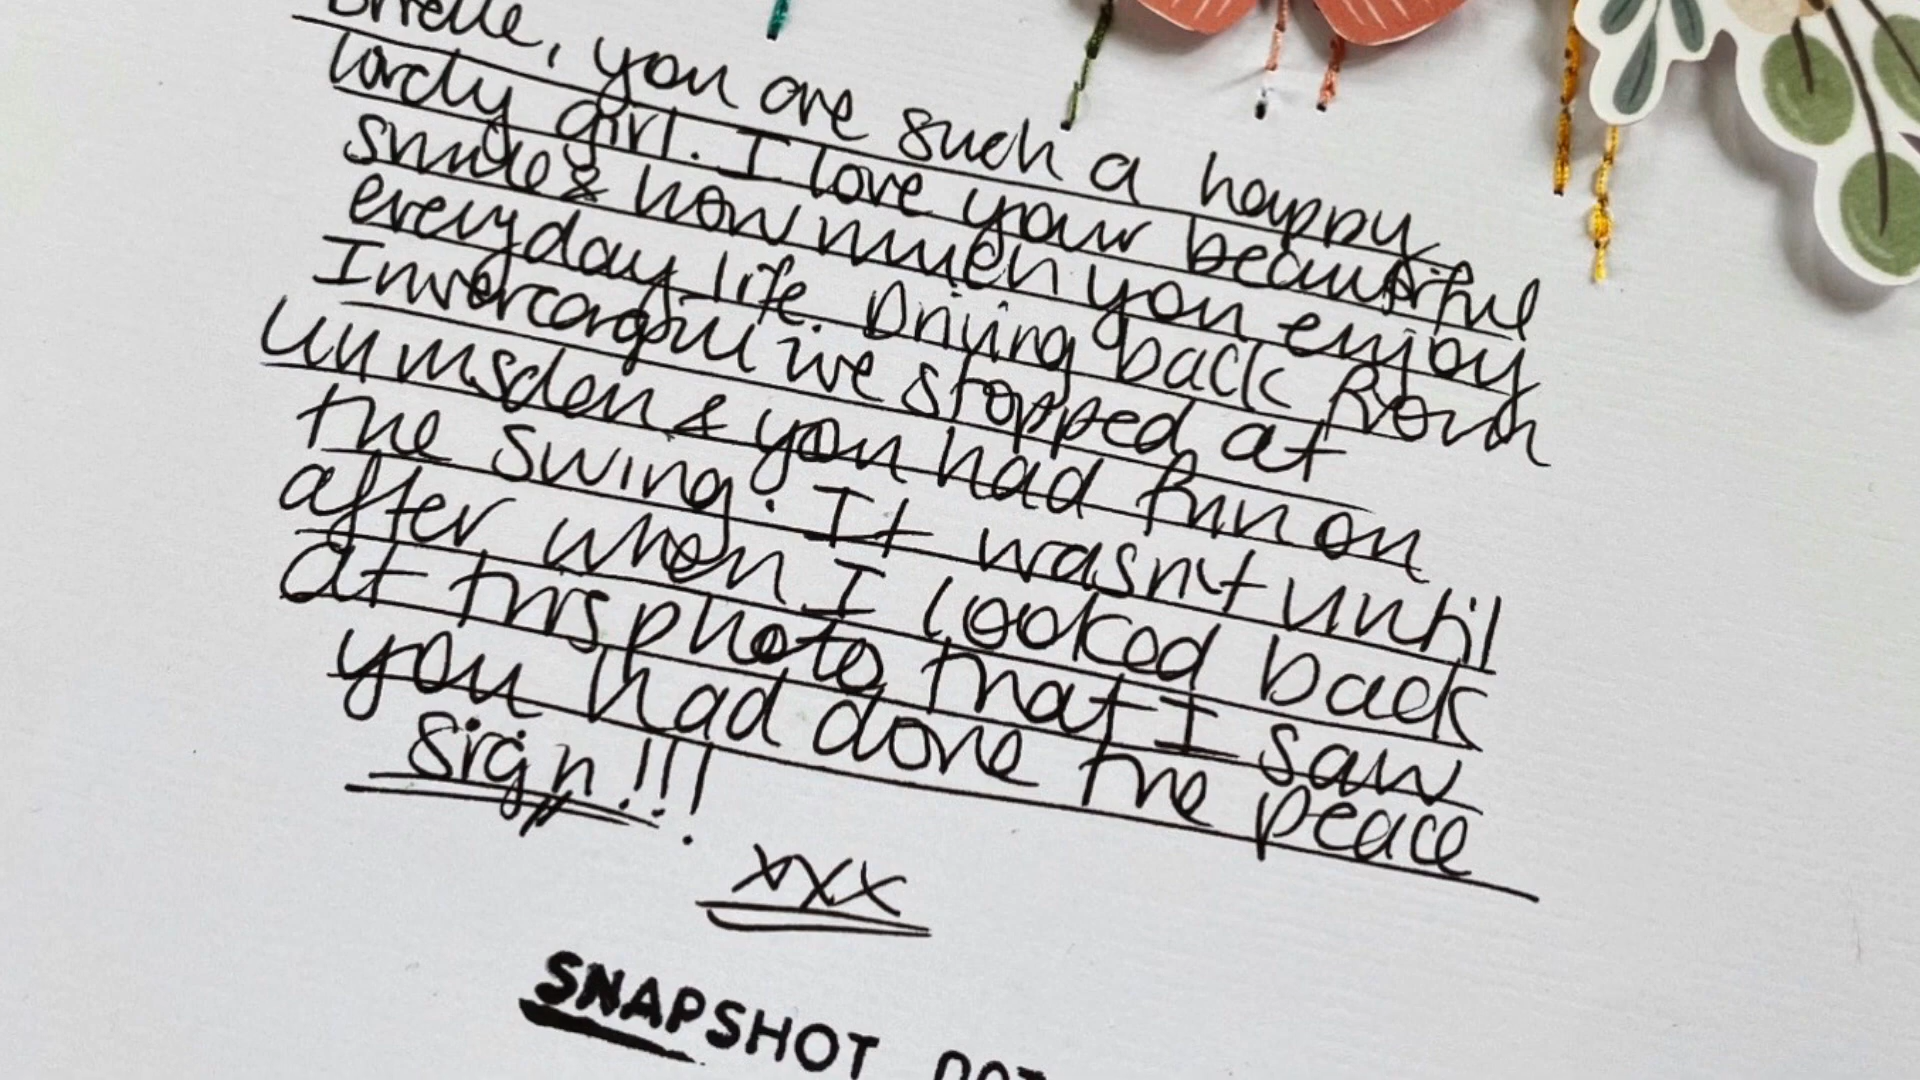 you are such a happy
lovely girl. I love your beautiful
smile & how much you enjoy
everyday life. Driving back from
Invercargill we stopped at
Lumsden & you had fun on
the swing. It wasn't until
after when I looked back
at this photo that I saw
you had done the peace
sign!!!
xxx
SNAPSHOT